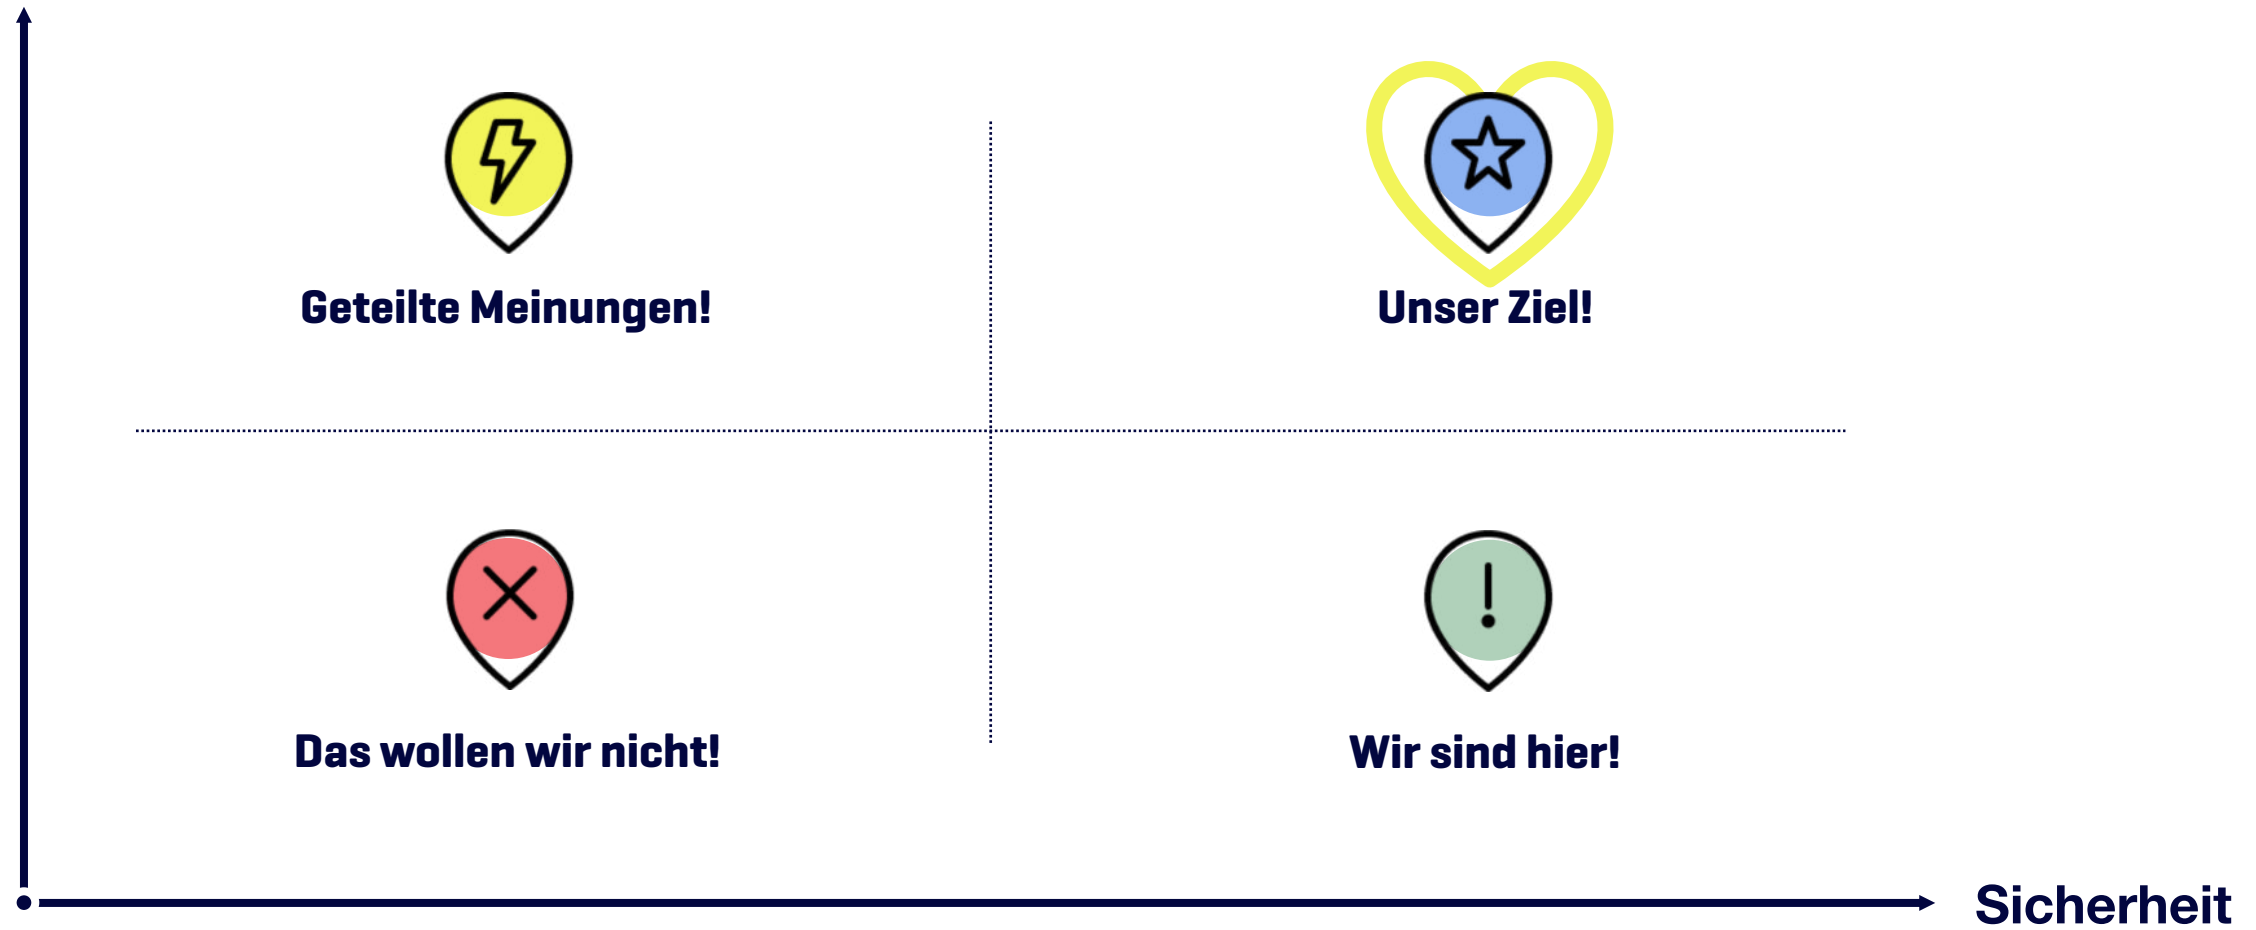 Geteilte Meinungen!
Unser Ziel!
Das wollen wir nicht!
Wir sind hier!
Sicherheit